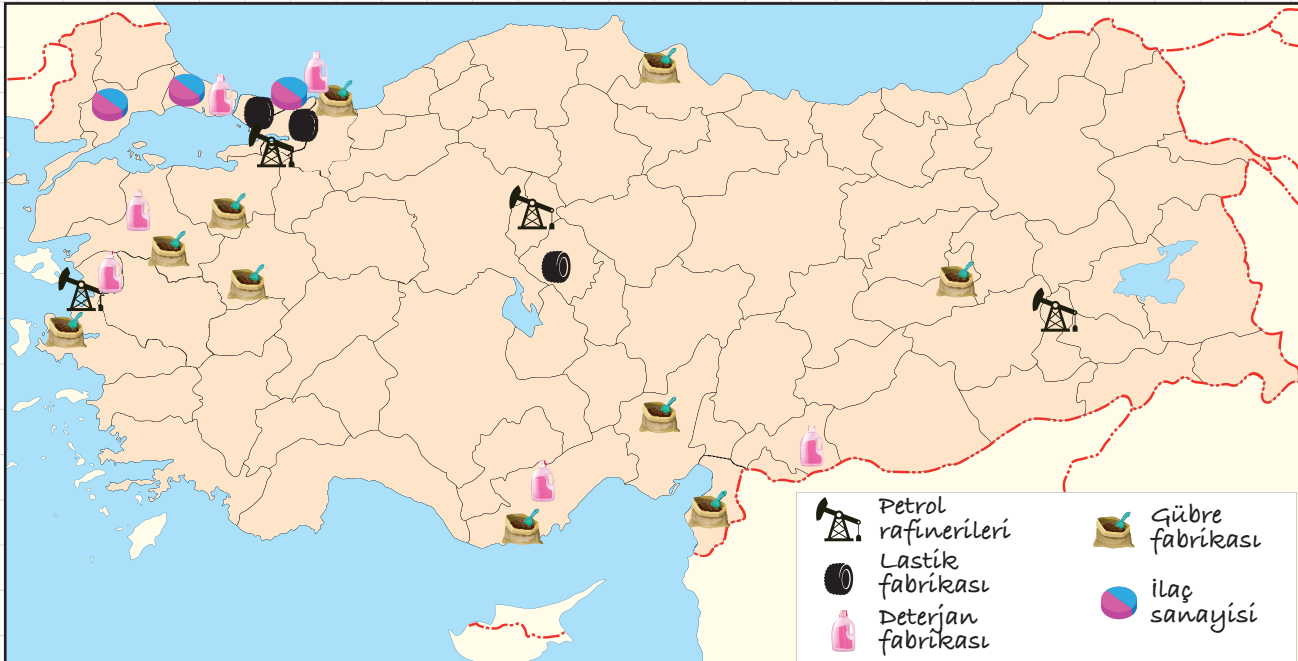 Petrol
rafinerileri
Lastik
fabrikası
Deterjan
fabrikası
Gübre
fabrikası
İlaç
sanayisi